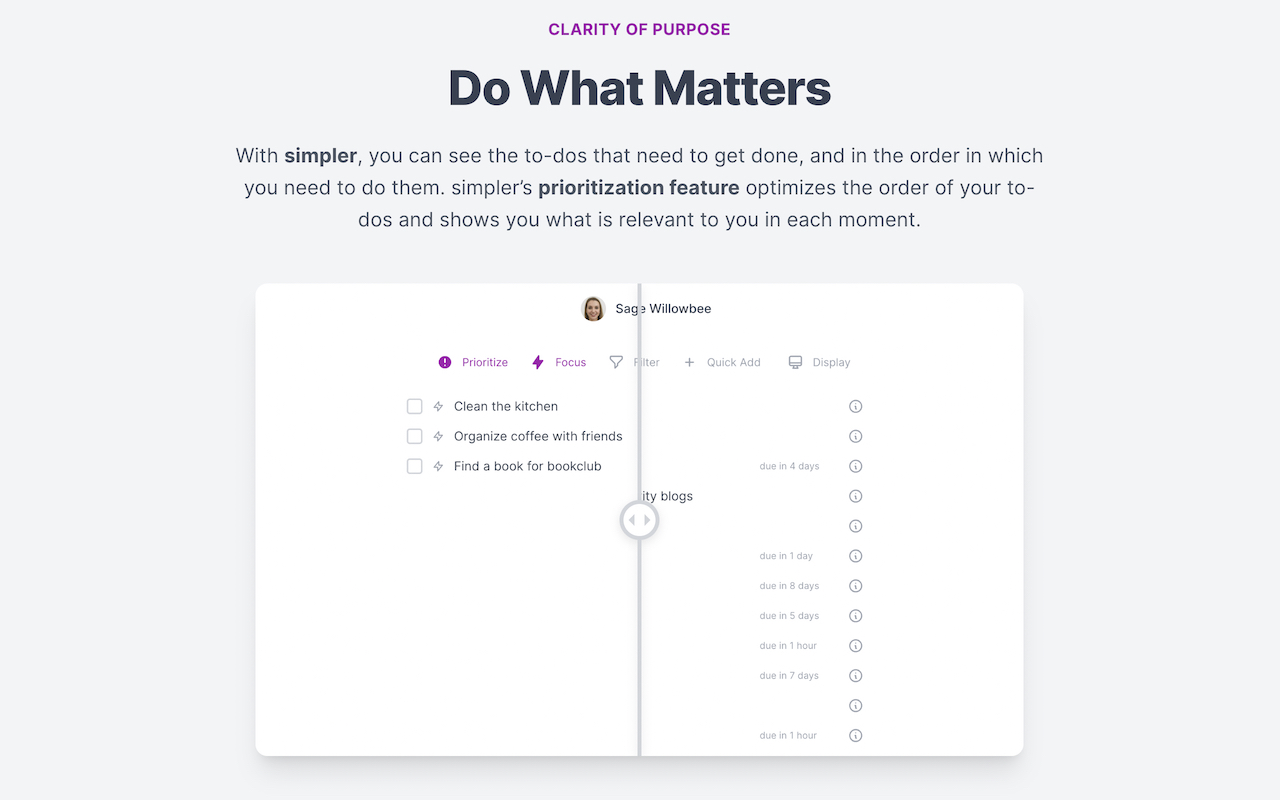 CLARITY OF PURPOSE
Do What Matters
With simpler, you can see the to-dos that need to get done, and in the order in which
you need to do them. simpler’s prioritization feature optimizes the order of your to-
dos and shows you what is relevant to you in each moment.
Sage Willowbee
Prioritize Focus Filter Quick Add Display
Clean the kitchen
Organize coffee with friends
Find a book for bookclub due in 4 days
ity blogs
due in 1 day
due in 8 days
due in 5 days
due in 1 hour
due in 7 days
due in 1 hour